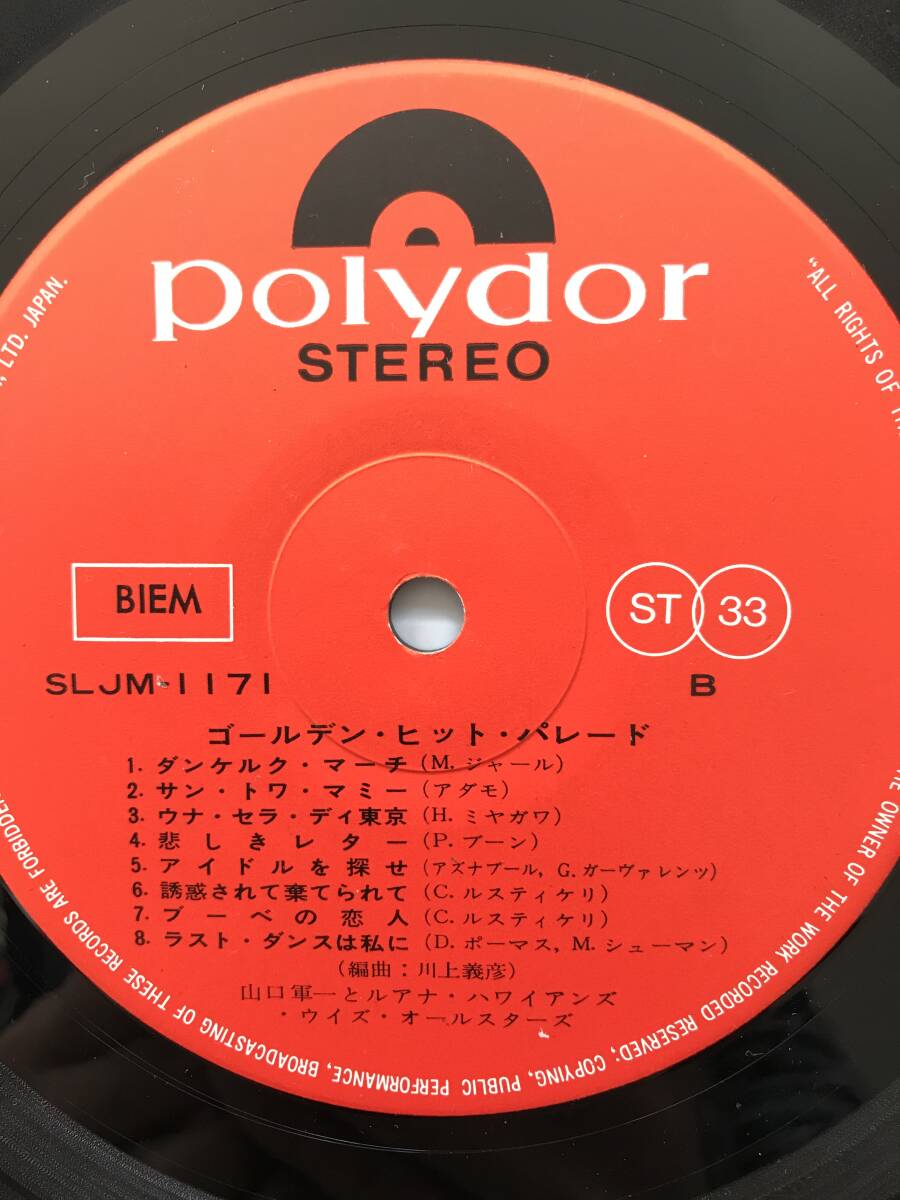 polydor
STEREO
BIEM
ST 33
SLJM-1171
B
ゴールデン・ヒット・パレード
1. ダンケルク・マーチ (M. ジャール)
2. サン・トワ・マミー (アダモ)
3. ウナ・セラ・ディ東京 (H. ミヤガワ)
4. 悲しきレター (P. ブーン)
5. アイドルを探せ (アズナブール, G. ガーヴァレンツ)
6. 誘惑されて棄てられて (C. ルスティケリ)
7. ブーベの恋人 (C. ルスティケリ)
8. ラスト・ダンスは私に (D. ポーマス, M. シューマン)
(編曲：川上義彦)
山口軍一とルアナ・ハワイアンズ
・ウイズ・オールスターズ
"ALL RIGHTS OF
THE OWNER OF THE WORK RECORDED RESERVED; COPYING, PUBLIC PERFORMANCE, BROADCASTING OF THESE RECORDS ARE FORBIDDEN
LTD. JAPAN.